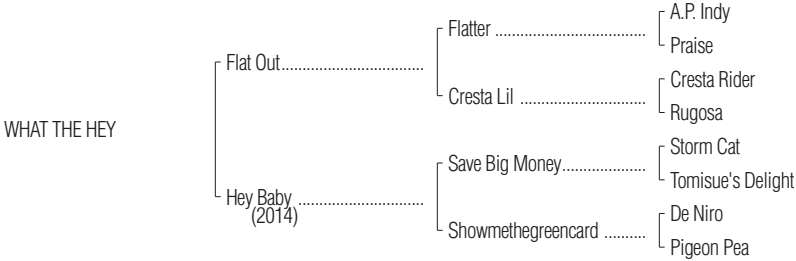 A.P. Indy
Flatter ....................................
Praise
Flat Out..................................
Cresta Rider
Cresta Lil ..............................
Rugosa
WHAT THE HEY
Storm Cat
Save Big Money....................
Tomisue's Delight
Hey Baby ..............................
(2014)
De Niro
Showmethegreencard ..........
Pigeon Pea